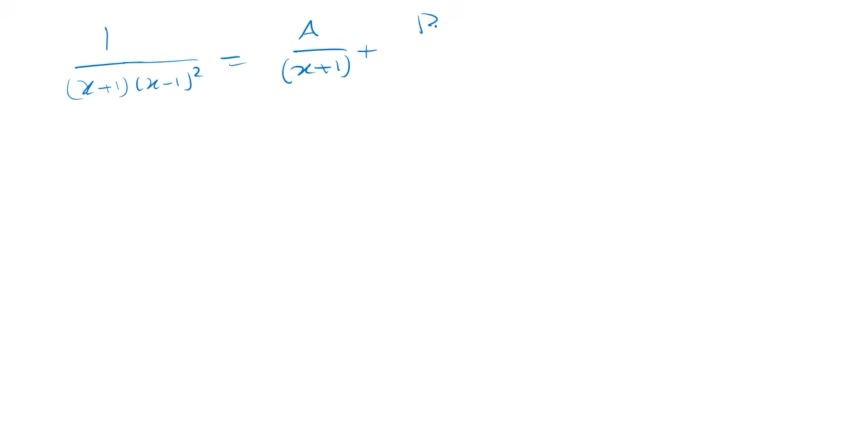 1/((x+1)(x-1)²) = A/(x+1) +